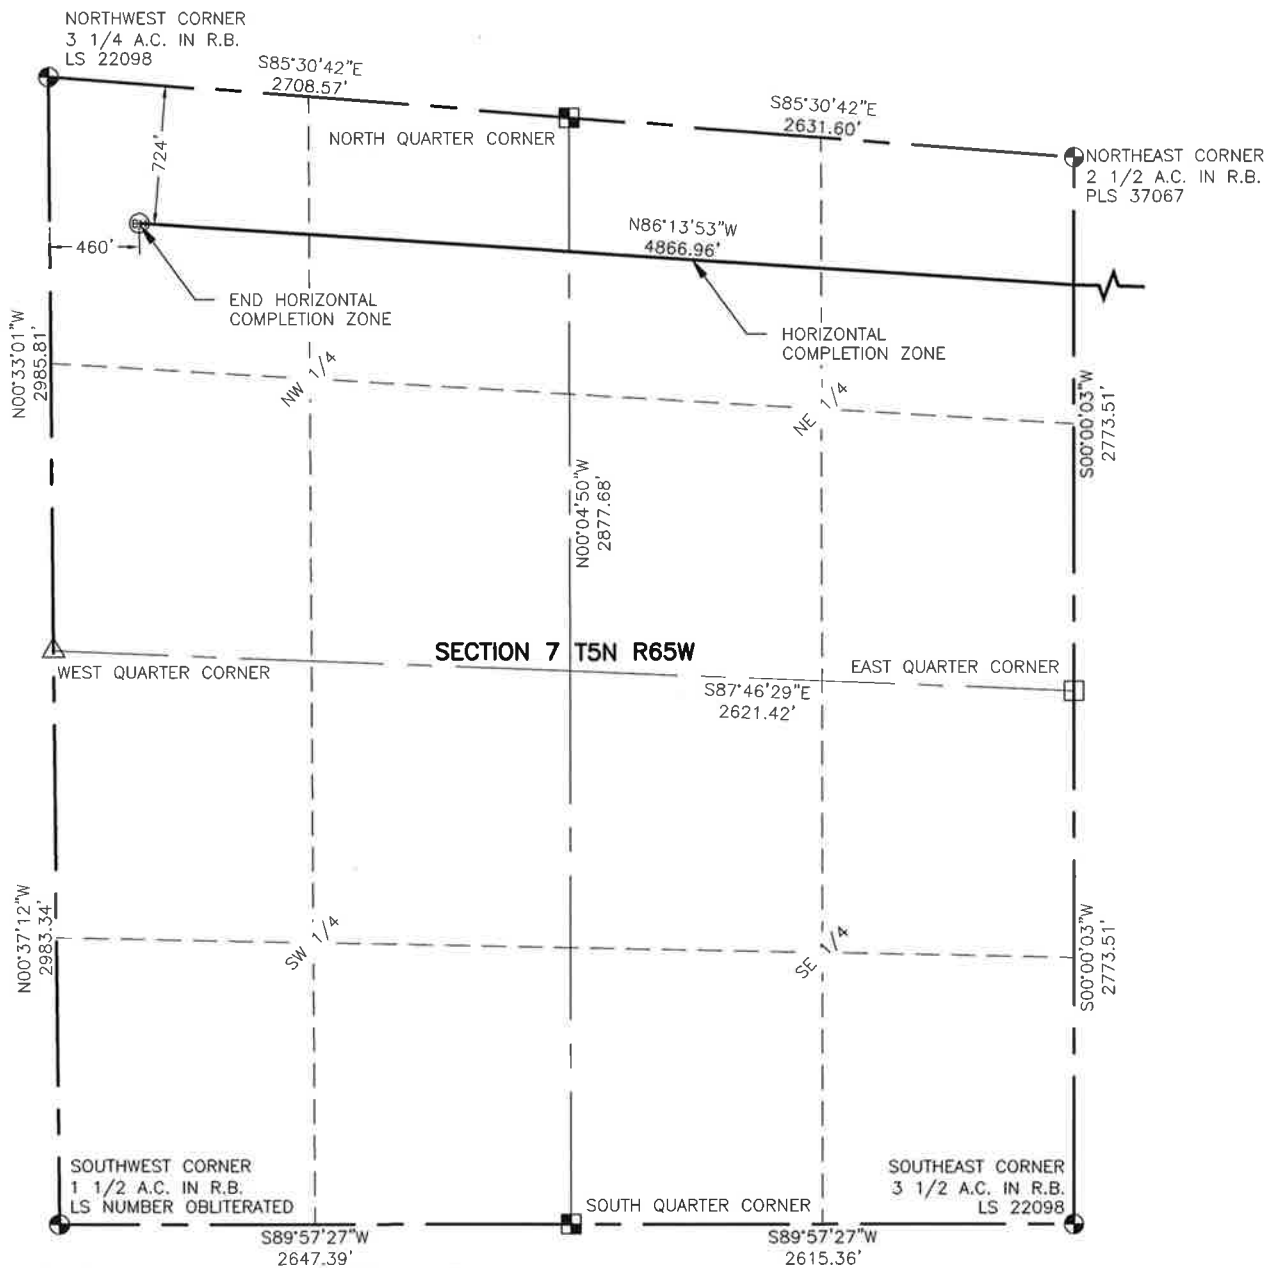 NORTHWEST CORNER
3 1/4 A.C. IN R.B.
LS 22098
S85°30'42"E
2708.57'
S85°30'42"E
2631.60'
NORTH QUARTER CORNER
NORTHEAST CORNER
2 1/2 A.C. IN R.B.
PLS 37067
724'
460'
N86°13'53"W
4866.96'
END HORIZONTAL
COMPLETION ZONE
HORIZONTAL
COMPLETION ZONE
N00°33'01"W
2985.81'
NW 1/4
NE 1/4
S00°00'03"W
2773.51'
N00°04'50"W
2877.68'
SECTION 7 T5N R65W
WEST QUARTER CORNER
EAST QUARTER CORNER
S87°46'29"E
2621.42'
N00°37'12"W
2983.34'
SW 1/4
SE 1/4
S00°00'03"W
2773.51'
SOUTHWEST CORNER
1 1/2 A.C. IN R.B.
LS NUMBER OBLITERATED
SOUTH QUARTER CORNER
SOUTHEAST CORNER
3 1/2 A.C. IN R.B.
LS 22098
S89°57'27"W
2647.39'
S89°57'27"W
2615.36'